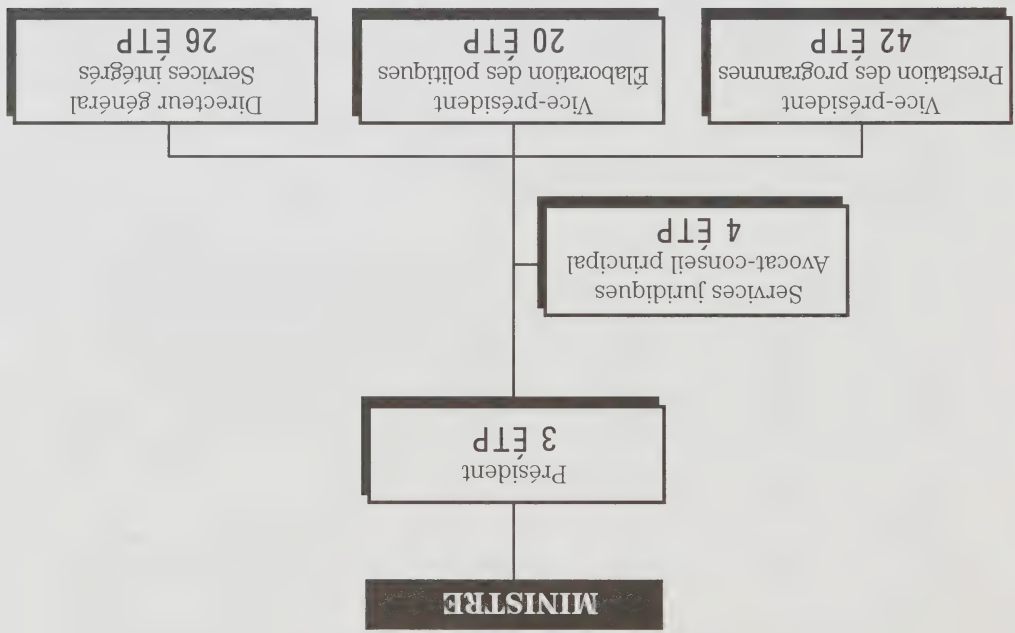 MINISTRE
Président
3 ÉTP
Services juridiques
Avocat-conseil principal
4 ÉTP
Vice-président
Prestation des programmes
42 ÉTP
Vice-président
Élaboration des politiques
20 ÉTP
Directeur général
Services intégrés
26 ÉTP